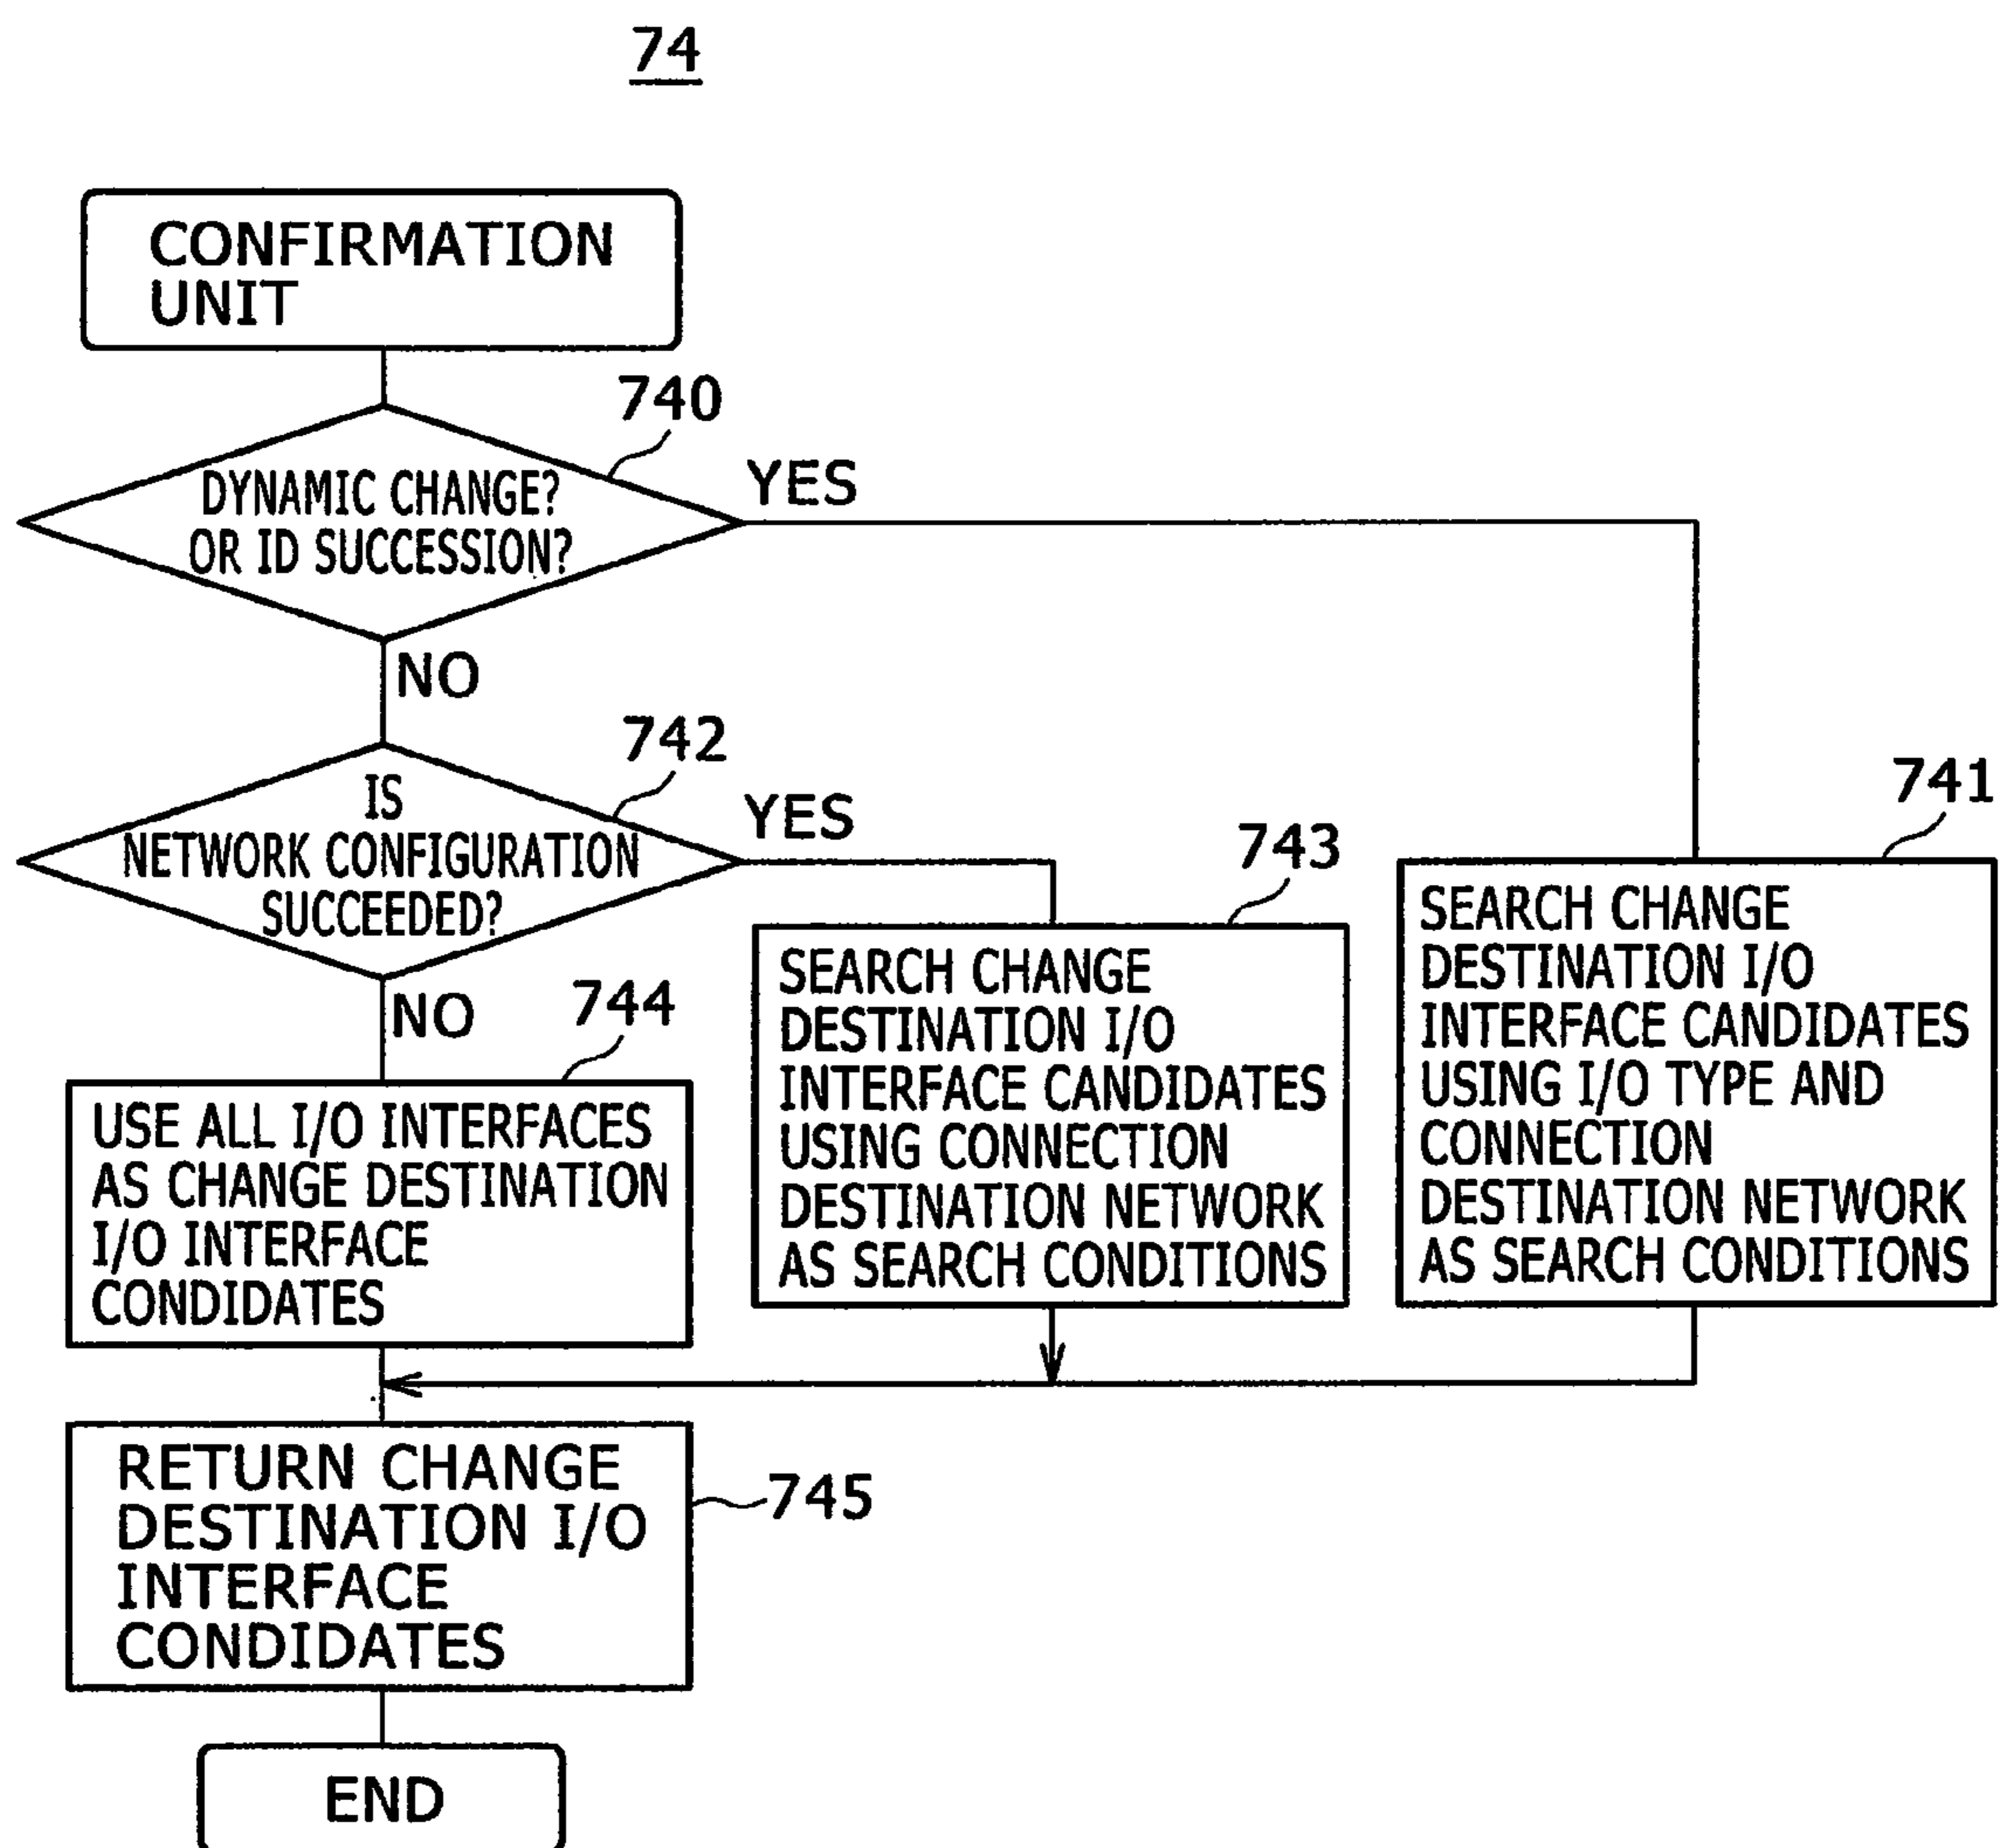 74
CONFIRMATION
UNIT
740
DYNAMIC CHANGE?
OR ID SUCCESSION?
YES
NO
742
IS
NETWORK CONFIGURATION
SUCCEEDED?
YES
NO
744
USE ALL I/O INTERFACES
AS CHANGE DESTINATION
I/O INTERFACE
CONDIDATES
743
SEARCH CHANGE
DESTINATION I/O
INTERFACE CANDIDATES
USING CONNECTION
DESTINATION NETWORK
AS SEARCH CONDITIONS
741
SEARCH CHANGE
DESTINATION I/O
INTERFACE CANDIDATES
USING I/O TYPE AND
CONNECTION
DESTINATION NETWORK
AS SEARCH CONDITIONS
RETURN CHANGE
DESTINATION I/O
INTERFACE
CONDIDATES
745
END